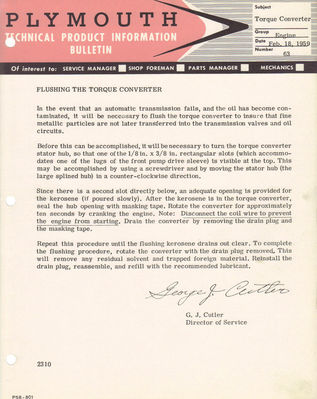 PLYMOUTH
TECHNICAL PRODUCT INFORMATION
BULLETIN
Subject
Torque Converter
Group Engine
Date Feb. 18, 1959
Number 63
Of interest to: SERVICE MANAGER SHOP FOREMAN PARTS MANAGER MECHANICS
FLUSHING THE TORQUE CONVERTER
In the event that an automatic transmission fails, and the oil has become con-
taminated, it will be necessary to flush the torque converter to insure that fine
metallic particles are not later transferred into the transmission valves and oil
circuits.
Before this can be accomplished, it will be necessary to turn the torque converter
stator hub, so that one of the 1/8 in. x 3/8 in. rectangular slots (which accommo-
dates one of the lugs of the front pump drive sleeve) is visible at the top. This
may be accomplished by using a screwdriver and by moving the stator hub (the
large splined hub) in a counter-clockwise direction.
Since there is a second slot directly below, an adequate opening is provided for
the kerosene (if poured slowly). After the kerosene is in the torque converter,
seal the hub opening with masking tape. Rotate the converter for approximately
ten seconds by cranking the engine. Note: Disconnect the coil wire to prevent
the engine from starting. Drain the converter by removing the drain plug and
the masking tape.
Repeat this procedure until the flushing kerosene drains out clear. To complete
the flushing procedure, rotate the converter with the drain plug removed. This
will remove any residual solvent and trapped foreign material. Reinstall the
drain plug, reassemble, and refill with the recommended lubricant.
George J. Cutler
G. J. Cutler
Director of Service
2310
PSR-801